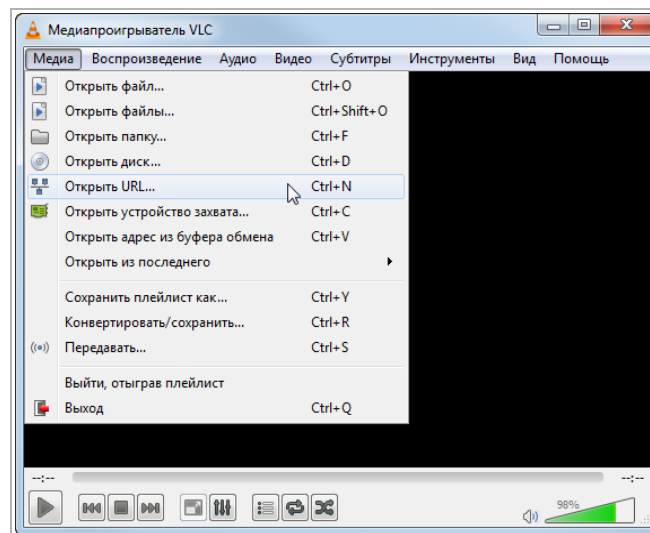 Медиапроигрыватель VLC
Медиа Воспроизведение Аудио Видео Субтитры Инструменты Вид Помощь
Открыть файл... Ctrl+O
Открыть файлы... Ctrl+Shift+O
Открыть папку... Ctrl+F
Открыть диск... Ctrl+D
Открыть URL... Ctrl+N
Открыть устройство захвата... Ctrl+C
Открыть адрес из буфера обмена Ctrl+V
Открыть из последнего
Сохранить плейлист как... Ctrl+Y
Конвертировать/сохранить... Ctrl+R
Передавать... Ctrl+S
Выйти, отыграв плейлист
Выход Ctrl+Q
--:-- --:--
98%